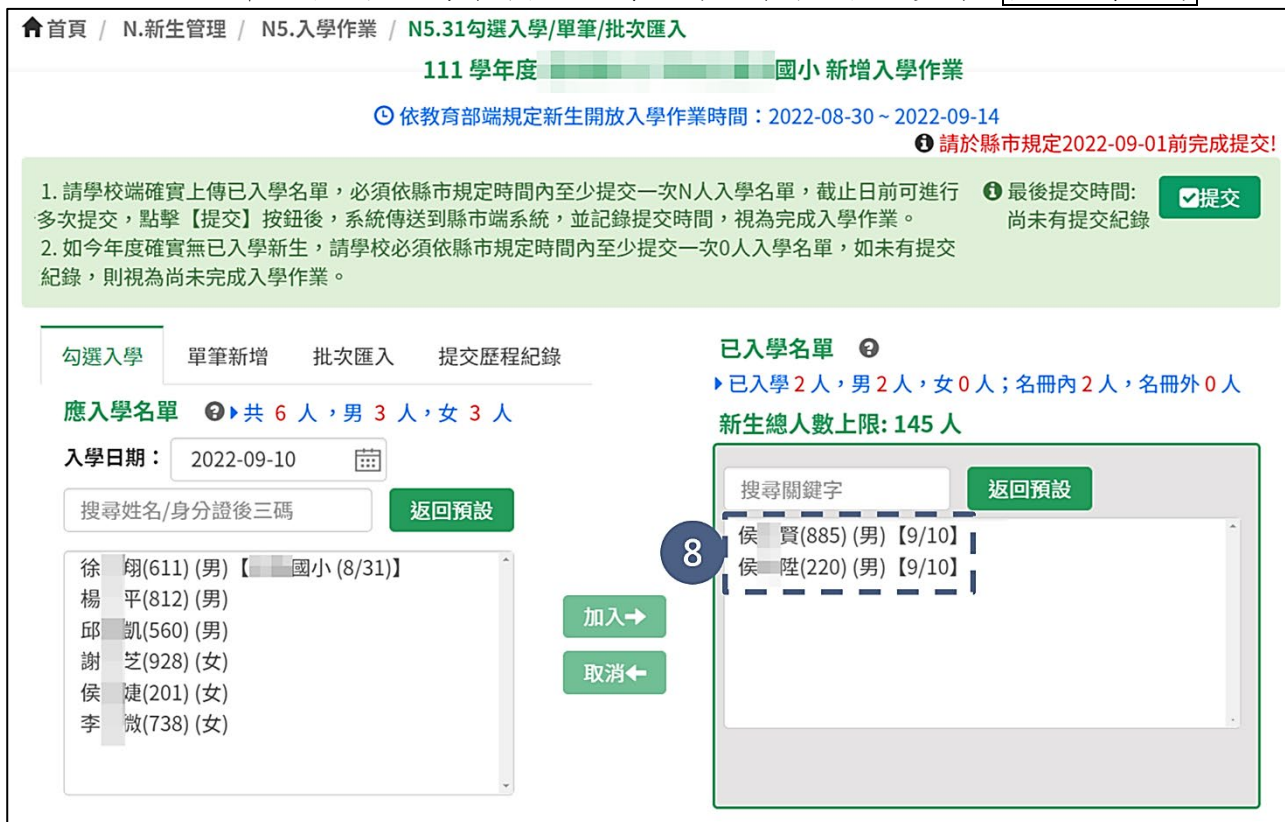 首頁 / N.新生管理 / N5.入學作業 / N5.31勾選入學/單筆/批次匯入
111 學年度 國小 新增入學作業
依教育部端規定新生開放入學作業時間：2022-08-30 ~ 2022-09-14
請於縣市規定2022-09-01前完成提交!
1. 請學校端確實上傳已入學名單，必須依縣市規定時間內至少提交一次N人入學名單，截止日前可進行
多次提交，點擊【提交】按鈕後，系統傳送到縣市端系統，並記錄提交時間，視為完成入學作業。
2. 如今年度確實無已入學新生，請學校必須依縣市規定時間內至少提交一次0人入學名單，如未有提交
紀錄，則視為尚未完成入學作業。
最後提交時間:
尚未有提交紀錄
提交
勾選入學 單筆新增 批次匯入 提交歷程紀錄
應入學名單 共 6 人，男 3 人，女 3 人
入學日期： 2022-09-10
搜尋姓名/身分證後三碼 返回預設
徐 翔(611) (男)【 國小 (8/31)】
楊 平(812) (男)
邱 凱(560) (男)
謝 芝(928) (女)
侯 婕(201) (女)
李 微(738) (女)
加入
取消
已入學名單
已入學 2 人，男 2 人，女 0 人；名冊內 2 人，名冊外 0 人
新生總人數上限: 145 人
搜尋關鍵字 返回預設
8
侯 賢(885) (男)【9/10】
侯 陞(220) (男)【9/10】